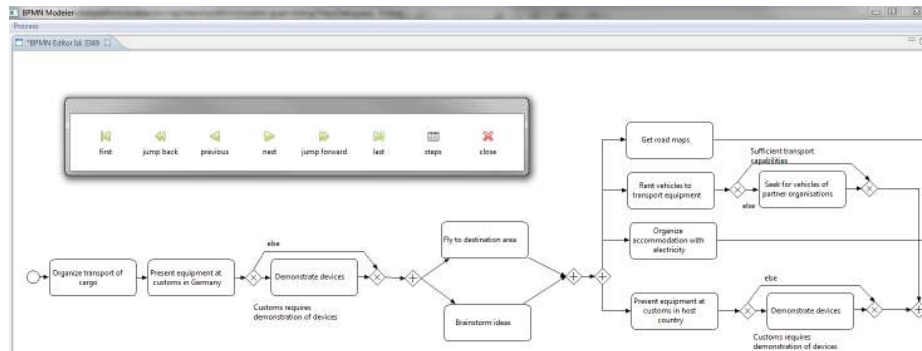 BPMN Modeler
Process
*BPMN Editor Id: 3349
first
jump back
previous
next
jump forward
last
steps
close
Get road maps
Sufficient transport
capabilities
Rent vehicles to
transport equipment
Seek for vehicles of
partner organisations
else
Fly to destination area
Organize
accommodation with
electricity
else
Organize transport of
cargo
Present equipment at
customs in Germany
Demonstrate devices
Customs requires
demonstration of devices
Brainstorm ideas
else
Present equipment at
customs in host
country
Demonstrate devices
Customs requires
demonstration of devices